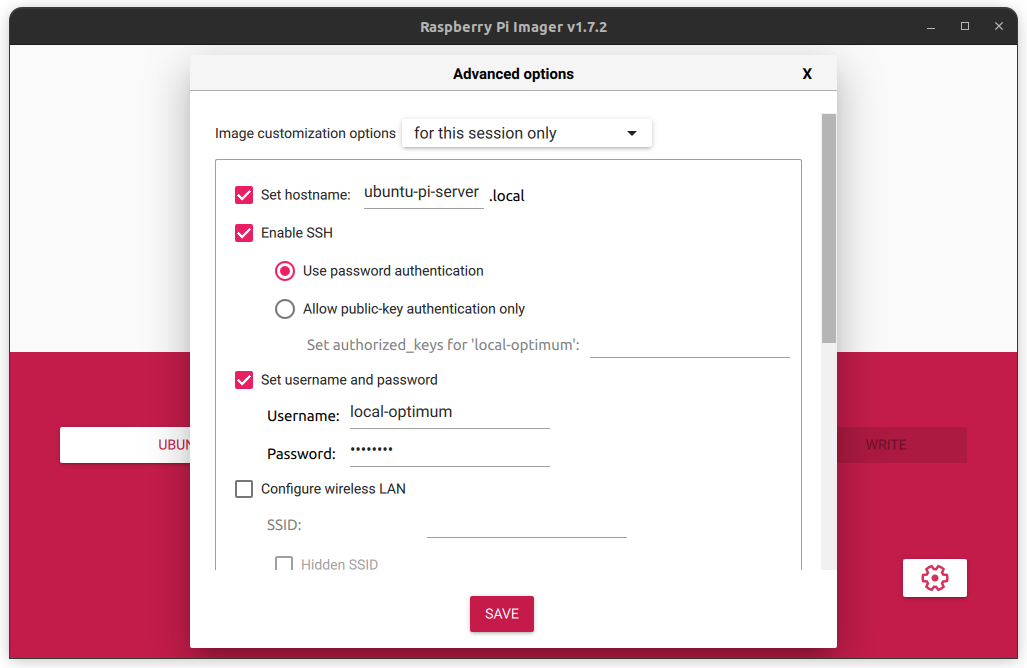 Raspberry Pi Imager v1.7.2
Advanced options X
Image customization options for this session only
Set hostname: ubuntu-pi-server .local
Enable SSH
Use password authentication
Allow public-key authentication only
Set authorized_keys for 'local-optimum':
Set username and password
Username: local-optimum
UBUN WRITE
Password: ••••••••
Configure wireless LAN
SSID:
Hidden SSID
SAVE